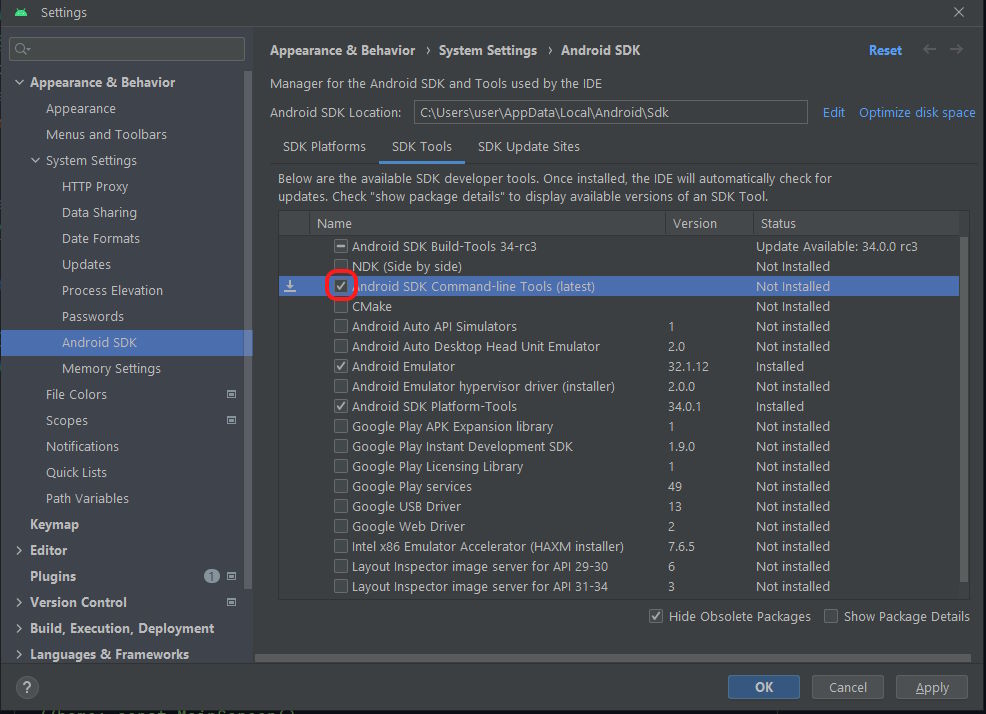 Settings
Appearance & Behavior
Appearance
Menus and Toolbars
System Settings
HTTP Proxy
Data Sharing
Date Formats
Updates
Process Elevation
Passwords
Android SDK
Memory Settings
File Colors
Scopes
Notifications
Quick Lists
Path Variables
Keymap
Editor
Plugins 1
Version Control
Build, Execution, Deployment
Languages & Frameworks
Appearance & Behavior › System Settings › Android SDK Reset
Manager for the Android SDK and Tools used by the IDE
Android SDK Location: C:\Users\user\AppData\Local\Android\Sdk Edit Optimize disk space
SDK Platforms SDK Tools SDK Update Sites
Below are the available SDK developer tools. Once installed, the IDE will automatically check for
updates. Check "show package details" to display available versions of an SDK Tool.
Name Version Status
Android SDK Build-Tools 34-rc3 Update Available: 34.0.0 rc3
NDK (Side by side) Not Installed
Android SDK Command-line Tools (latest) Not Installed
CMake Not Installed
Android Auto API Simulators 1 Not installed
Android Auto Desktop Head Unit Emulator 2.0 Not installed
Android Emulator 32.1.12 Installed
Android Emulator hypervisor driver (installer) 2.0.0 Not installed
Android SDK Platform-Tools 34.0.1 Installed
Google Play APK Expansion library 1 Not installed
Google Play Instant Development SDK 1.9.0 Not installed
Google Play Licensing Library 1 Not installed
Google Play services 49 Not installed
Google USB Driver 13 Not installed
Google Web Driver 2 Not installed
Intel x86 Emulator Accelerator (HAXM installer) 7.6.5 Not installed
Layout Inspector image server for API 29-30 6 Not installed
Layout Inspector image server for API 31-34 3 Not installed
Hide Obsolete Packages Show Package Details
? OK Cancel Apply